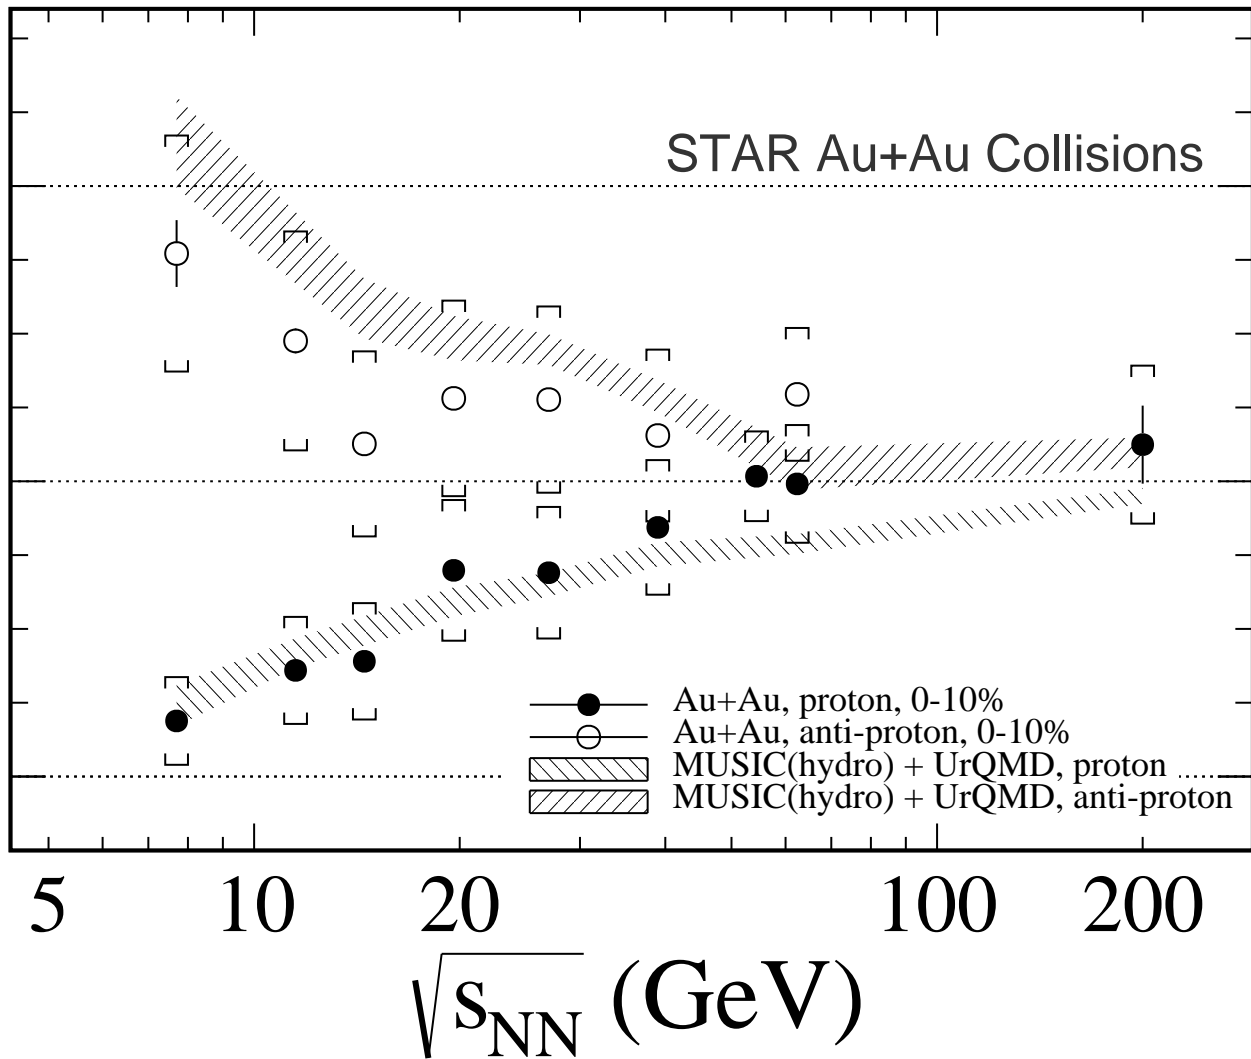 STAR Au+Au Collisions
Au+Au, proton, 0-10%
Au+Au, anti-proton, 0-10%
MUSIC(hydro) + UrQMD, proton
MUSIC(hydro) + UrQMD, anti-proton
5 10 20 100 200
√s_NN (GeV)